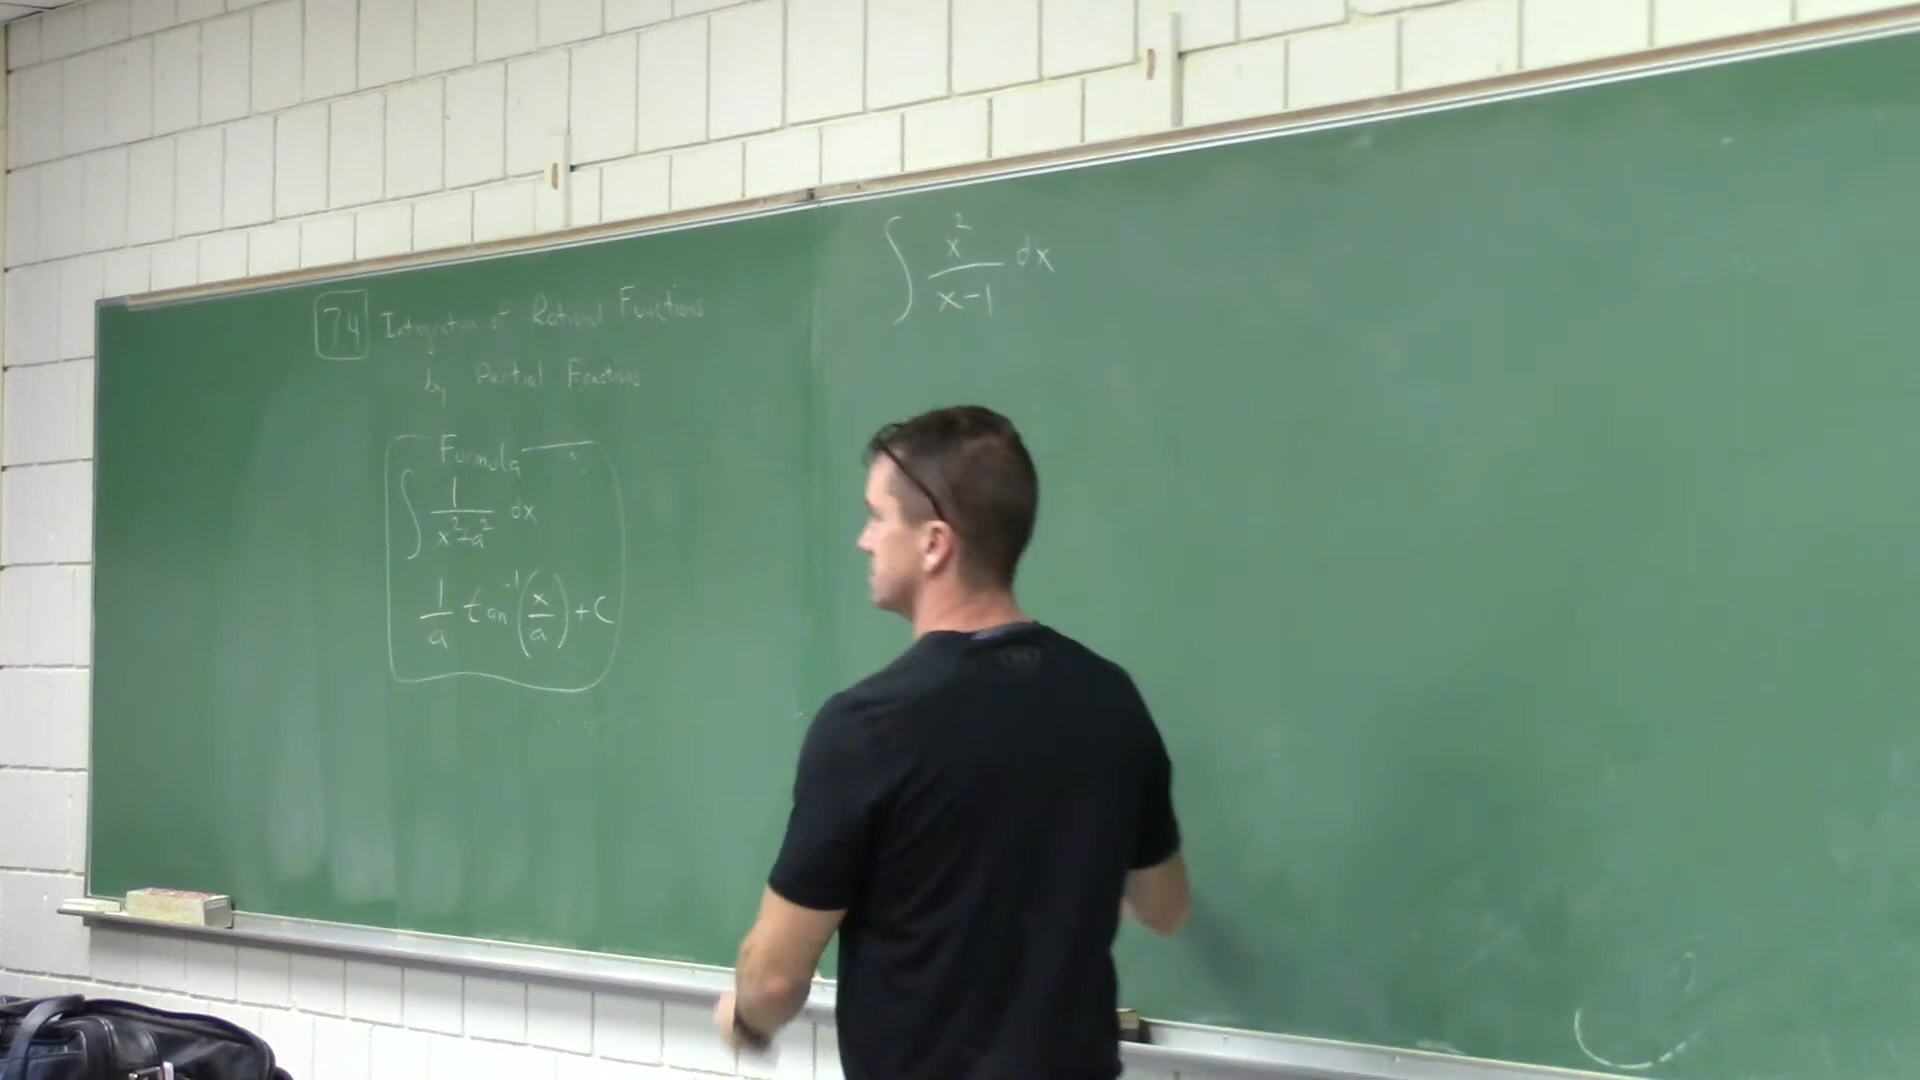 7.4 Integration of Rational Functions
by Partial Fractions
Formula
∫ 1/(x²+a²) dx
1/a tan⁻¹(x/a) + C
∫ x²/(x-1) dx